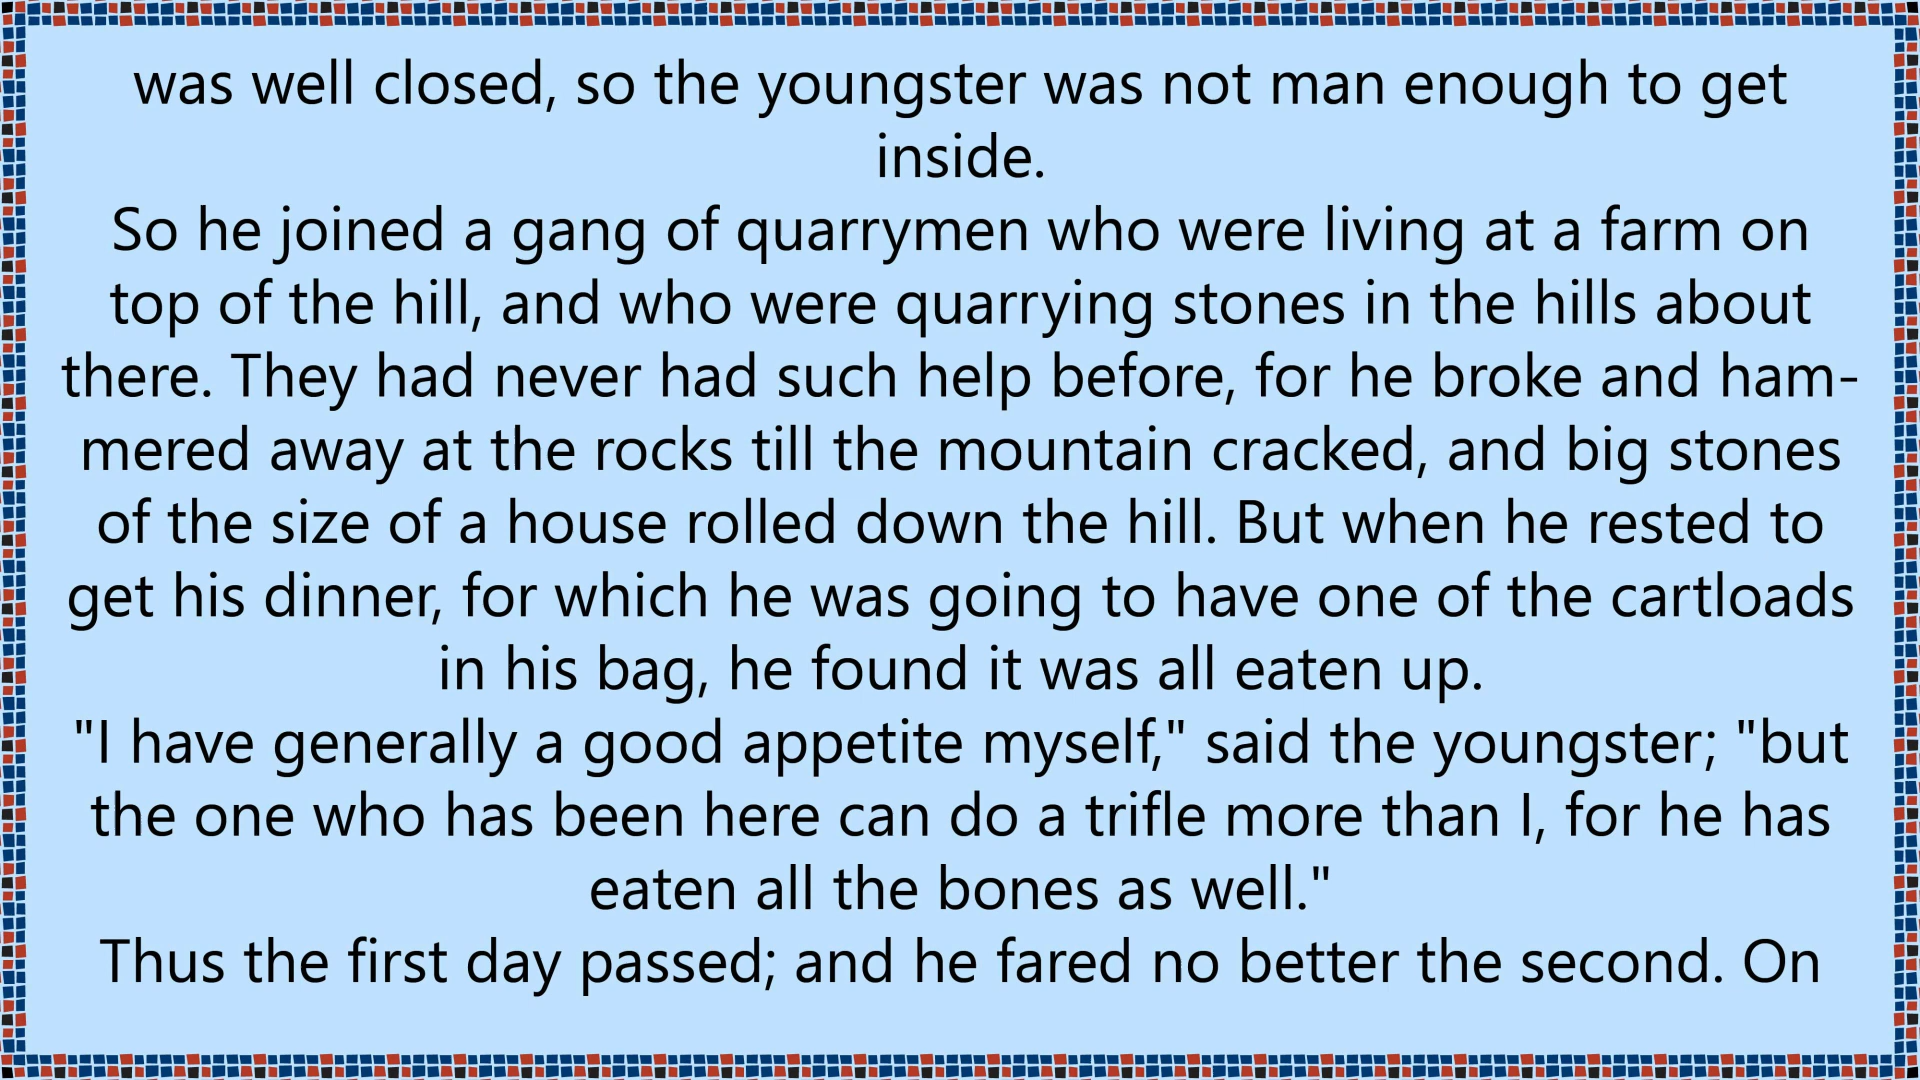 was well closed, so the youngster was not man enough to get
inside.
So he joined a gang of quarrymen who were living at a farm on
top of the hill, and who were quarrying stones in the hills about
there. They had never had such help before, for he broke and ham-
mered away at the rocks till the mountain cracked, and big stones
of the size of a house rolled down the hill. But when he rested to
get his dinner, for which he was going to have one of the cartloads
in his bag, he found it was all eaten up.
"I have generally a good appetite myself," said the youngster; "but
the one who has been here can do a trifle more than I, for he has
eaten all the bones as well."
Thus the first day passed; and he fared no better the second. On